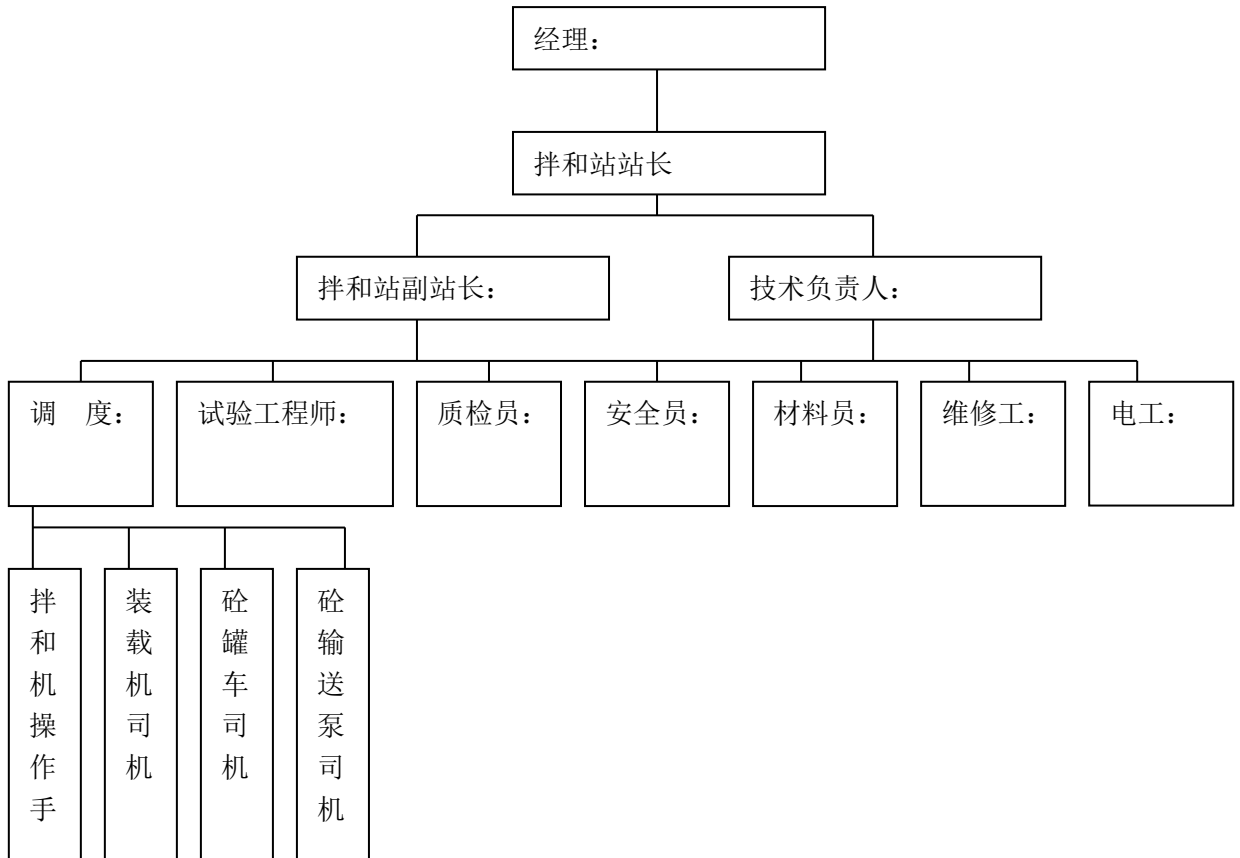 经理：
拌和站站长
拌和站副站长：
技术负责人：
调　度：
试验工程师：
质检员：
安全员：
材料员：
维修工：
电工：
拌和机操作手
装载机司机
砼罐车司机
砼输送泵司机